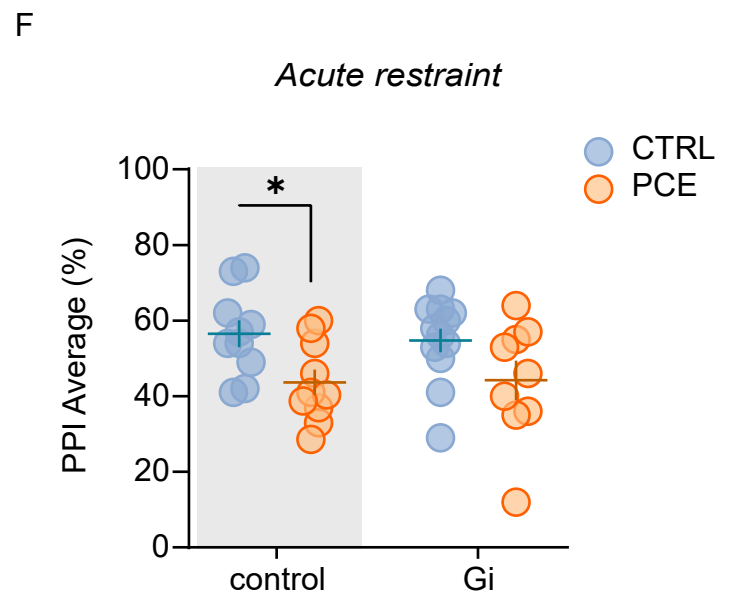 F
Acute restraint
CTRL
PCE
*
PPI Average (%)
100
80
60
40
20
0
control
Gi